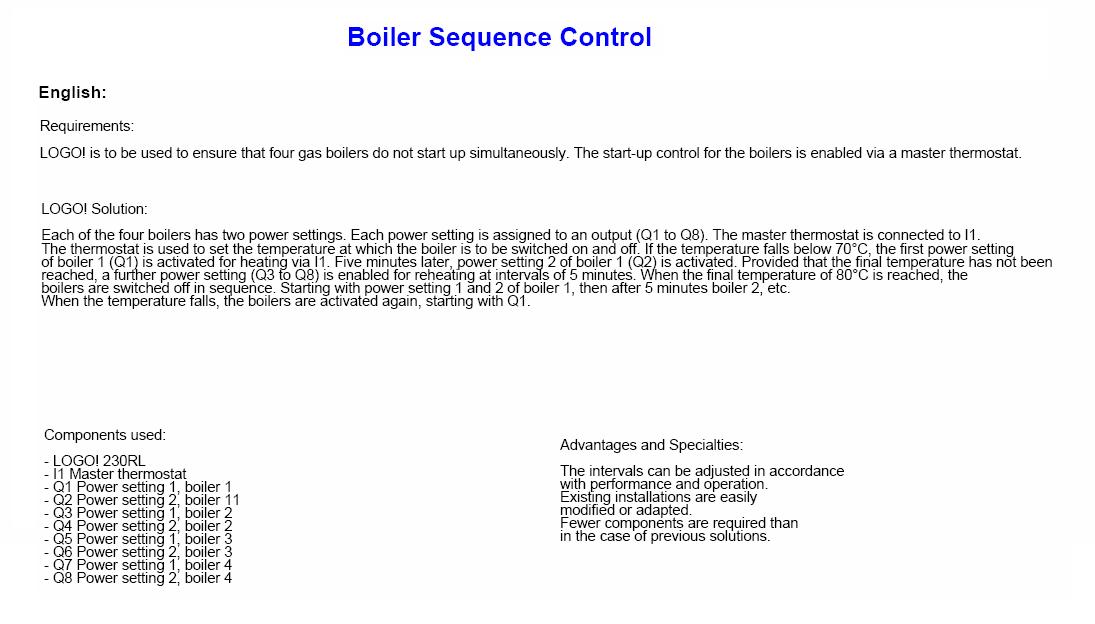 Boiler Sequence Control
English:
Requirements:
LOGO! is to be used to ensure that four gas boilers do not start up simultaneously. The start-up control for the boilers is enabled via a master thermostat.
LOGO! Solution:
Each of the four boilers has two power settings. Each power setting is assigned to an output (Q1 to Q8). The master thermostat is connected to I1.
The thermostat is used to set the temperature at which the boiler is to be switched on and off. If the temperature falls below 70°C, the first power setting
of boiler 1 (Q1) is activated for heating via I1. Five minutes later, power setting 2 of boiler 1 (Q2) is activated. Provided that the final temperature has not been
reached, a further power setting (Q3 to Q8) is enabled for reheating at intervals of 5 minutes. When the final temperature of 80°C is reached, the
boilers are switched off in sequence. Starting with power setting 1 and 2 of boiler 1, then after 5 minutes boiler 2, etc.
When the temperature falls, the boilers are activated again, starting with Q1.
Components used:
- LOGO! 230RL
- I1 Master thermostat
- Q1 Power setting 1, boiler 1
- Q2 Power setting 2, boiler 11
- Q3 Power setting 1, boiler 2
- Q4 Power setting 2, boiler 2
- Q5 Power setting 1, boiler 3
- Q6 Power setting 2, boiler 3
- Q7 Power setting 1, boiler 4
- Q8 Power setting 2, boiler 4
Advantages and Specialties:
The intervals can be adjusted in accordance
with performance and operation.
Existing installations are easily
modified or adapted.
Fewer components are required than
in the case of previous solutions.